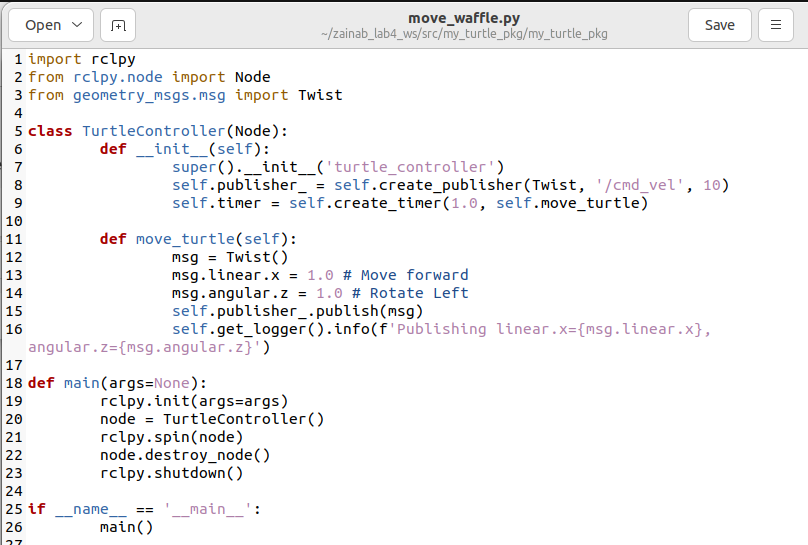 Open
move_waffle.py
~/zainab_lab4_ws/src/my_turtle_pkg/my_turtle_pkg
Save
1 import rclpy
2 from rclpy.node import Node
3 from geometry_msgs.msg import Twist
4
5 class TurtleController(Node):
6         def __init__(self):
7                 super().__init__('turtle_controller')
8                 self.publisher_ = self.create_publisher(Twist, '/cmd_vel', 10)
9                 self.timer = self.create_timer(1.0, self.move_turtle)
10
11         def move_turtle(self):
12                 msg = Twist()
13                 msg.linear.x = 1.0 # Move forward
14                 msg.angular.z = 1.0 # Rotate Left
15                 self.publisher_.publish(msg)
16                 self.get_logger().info(f'Publishing linear.x={msg.linear.x},
angular.z={msg.angular.z}')
17
18 def main(args=None):
19         rclpy.init(args=args)
20         node = TurtleController()
21         rclpy.spin(node)
22         node.destroy_node()
23         rclpy.shutdown()
24
25 if __name__ == '__main__':
26         main()
27